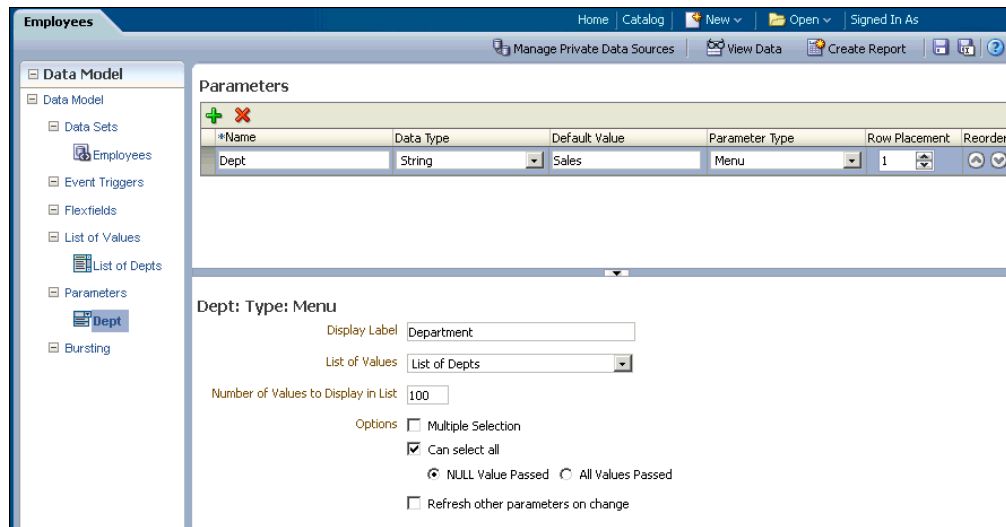 Employees
Home Catalog New Open Signed In As
Manage Private Data Sources View Data Create Report
Data Model
Data Model
Data Sets
Employees
Event Triggers
Flexfields
List of Values
List of Depts
Parameters
Dept
Bursting
Parameters
*Name Data Type Default Value Parameter Type Row Placement Reorder
Dept String Sales Menu 1
Dept: Type: Menu
Display Label Department
List of Values List of Depts
Number of Values to Display in List 100
Options Multiple Selection
Can select all
NULL Value Passed All Values Passed
Refresh other parameters on change